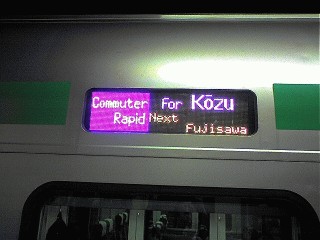 Commuter For Kōzu
Rapid Next
Fujisawa